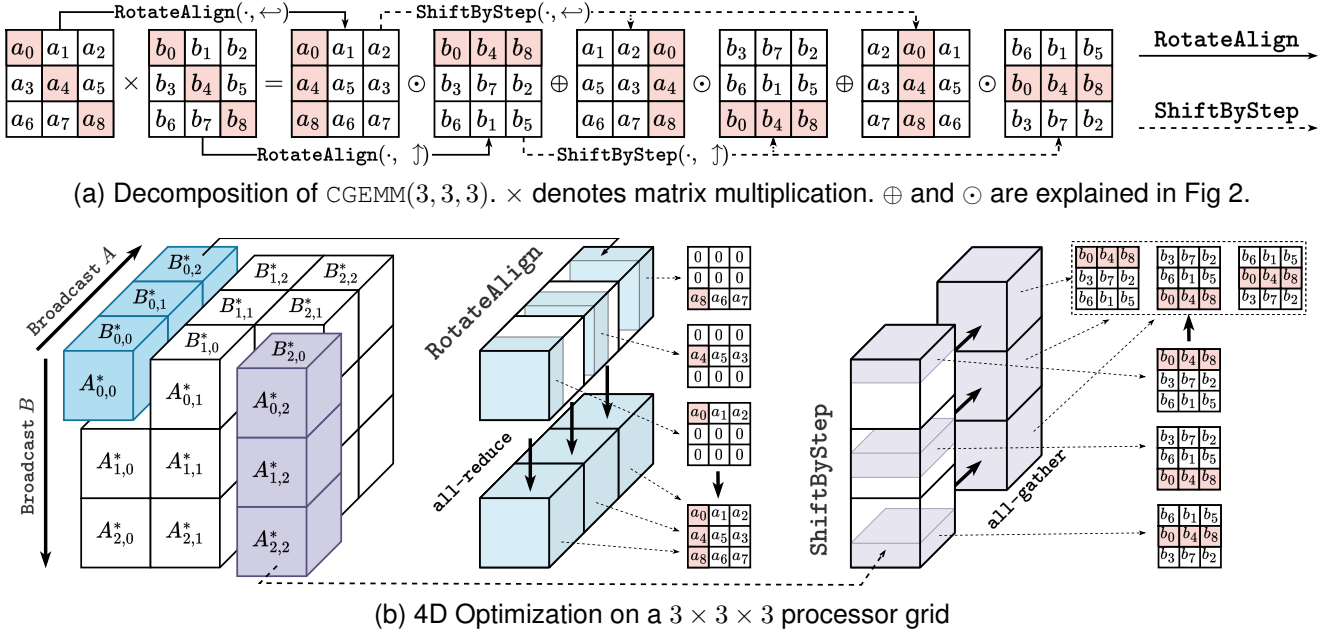 RotateAlign(·, ↩) ShiftByStep(·, ↩)
a₀ a₁ a₂ b₀ b₁ b₂ a₀ a₁ a₂ b₀ b₄ b₈ a₁ a₂ a₀ b₃ b₇ b₂ a₂ a₀ a₁ b₆ b₁ b₅ RotateAlign
a₃ a₄ a₅ × b₃ b₄ b₅ = a₄ a₅ a₃ ⊙ b₃ b₇ b₂ ⊕ a₅ a₃ a₄ ⊙ b₆ b₁ b₅ ⊕ a₃ a₄ a₅ ⊙ b₀ b₄ b₈
a₆ a₇ a₈ b₆ b₇ b₈ a₈ a₆ a₇ b₆ b₁ b₅ a₆ a₇ a₈ b₀ b₄ b₈ a₇ a₈ a₆ b₃ b₇ b₂ ShiftByStep
RotateAlign(·, ⤴) ShiftByStep(·, ⤴)
(a) Decomposition of CGEMM(3, 3, 3). × denotes matrix multiplication. ⊕ and ⊙ are explained in Fig 2.
Broadcast A
Broadcast B
B*₀,₂ B*₁,₂ B*₂,₂
B*₀,₁ B*₁,₁ B*₂,₁
B*₀,₀ B*₁,₀ B*₂,₀
A*₀,₀ A*₀,₁ A*₀,₂
A*₁,₀ A*₁,₁ A*₁,₂
A*₂,₀ A*₂,₁ A*₂,₂
RotateAlign
all-reduce
0 0 0
0 0 0
a₈ a₆ a₇
0 0 0
a₄ a₅ a₃
0 0 0
a₀ a₁ a₂
0 0 0
0 0 0
a₀ a₁ a₂
a₄ a₅ a₃
a₈ a₆ a₇
ShiftByStep
all-gather
b₀ b₄ b₈ b₃ b₇ b₂ b₆ b₁ b₅
b₃ b₇ b₂ b₆ b₁ b₅ b₀ b₄ b₈
b₆ b₁ b₅ b₀ b₄ b₈ b₃ b₇ b₂
b₀ b₄ b₈
b₃ b₇ b₂
b₆ b₁ b₅
b₃ b₇ b₂
b₆ b₁ b₅
b₀ b₄ b₈
b₆ b₁ b₅
b₀ b₄ b₈
b₃ b₇ b₂
(b) 4D Optimization on a 3 × 3 × 3 processor grid